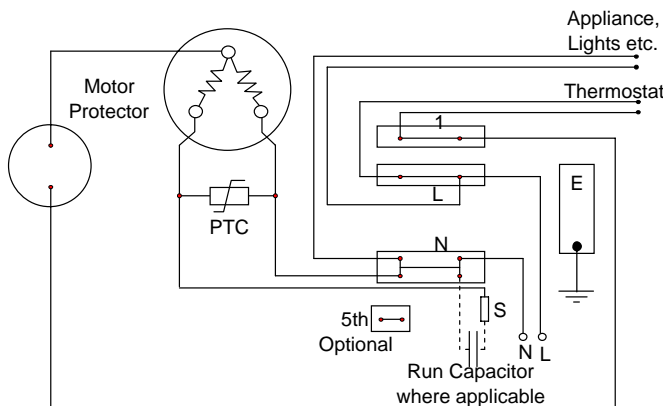 Appliance,
Lights etc.
Motor
Protector
Thermostat
1
L
E
PTC
N
S
5th
Optional
N L
Run Capacitor
where applicable